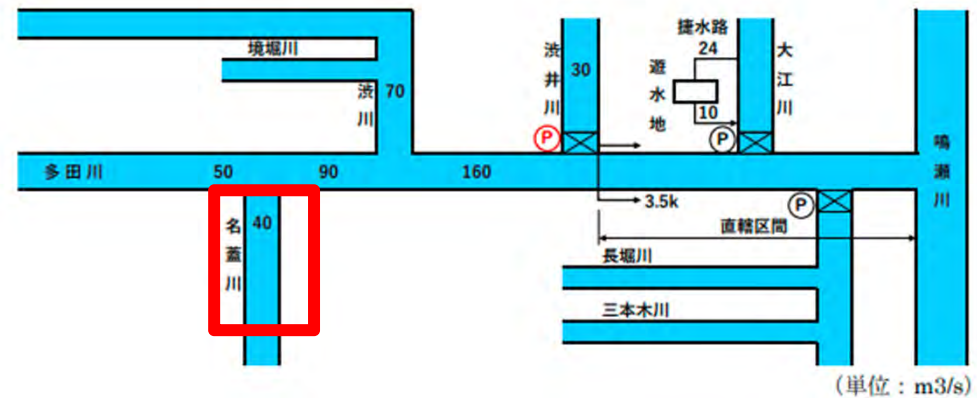 境堀川
渋川
70
渋井川
30
P
捷水路
24
遊水地
10
大江川
P
多田川
50
90
160
鳴瀬川
名蓋川
40
3.5k
P
直轄区間
長堀川
三本木川
(単位:m3/s)